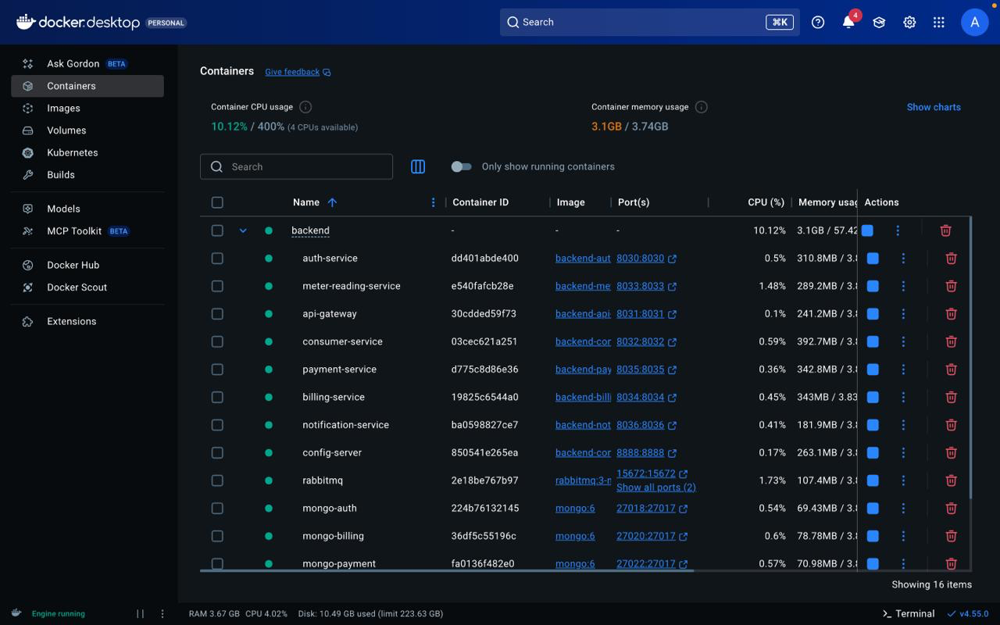 docker.desktop PERSONAL
Search ⌘K
4
A
Ask Gordon BETA
Containers
Images
Volumes
Kubernetes
Builds
Models
MCP Toolkit BETA
Docker Hub
Docker Scout
Extensions
Containers Give feedback
Container CPU usage
10.12% / 400% (4 CPUs available)
Container memory usage
3.1GB / 3.74GB
Show charts
Search
Only show running containers
Name Container ID Image Port(s) CPU (%) Memory usag Actions
backend - - - 10.12% 3.1GB / 57.42
auth-service dd401abde400 backend-aut 8030:8030 0.5% 310.8MB / 3.8
meter-reading-service e540fafcb28e backend-me 8033:8033 1.48% 289.2MB / 3.8
api-gateway 30cdded59f73 backend-api- 8031:8031 0.1% 241.2MB / 3.8
consumer-service 03cec621a251 backend-con 8032:8032 0.59% 392.7MB / 3.8
payment-service d775c8d86e36 backend-pay 8035:8035 0.36% 342.8MB / 3.8
billing-service 19825c6544a0 backend-billi 8034:8034 0.45% 343MB / 3.83
notification-service ba0598827ce7 backend-not 8036:8036 0.41% 181.9MB / 3.8
config-server 850541e265ea backend-con 8888:8888 0.17% 263.1MB / 3.8
rabbitmq 2e18be767b97 rabbitmq:3-m 15672:15672 1.73% 107.4MB / 3.8
Show all ports (2)
mongo-auth 224b76132145 mongo:6 27018:27017 0.54% 69.43MB / 3.8
mongo-billing 36df5c55196c mongo:6 27020:27017 0.6% 78.78MB / 3.8
mongo-payment fa0136f482e0 mongo:6 27022:27017 0.57% 70.98MB / 3.8
Showing 16 items
Engine running
RAM 3.67 GB CPU 4.02% Disk: 10.49 GB used (limit 223.63 GB)
Terminal
v4.55.0